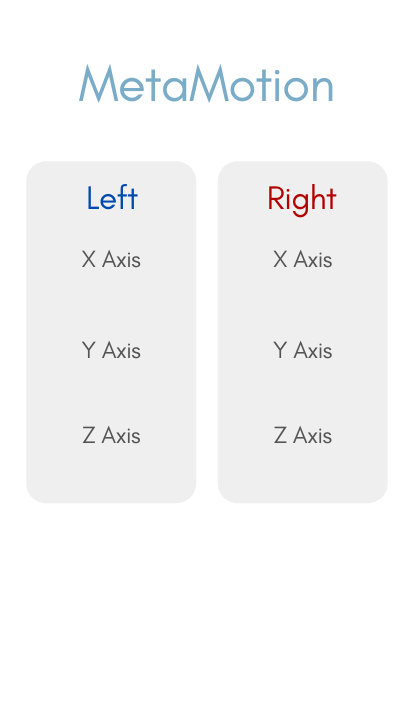 MetaMotion
Left
X Axis
Y Axis
Z Axis
Right
X Axis
Y Axis
Z Axis